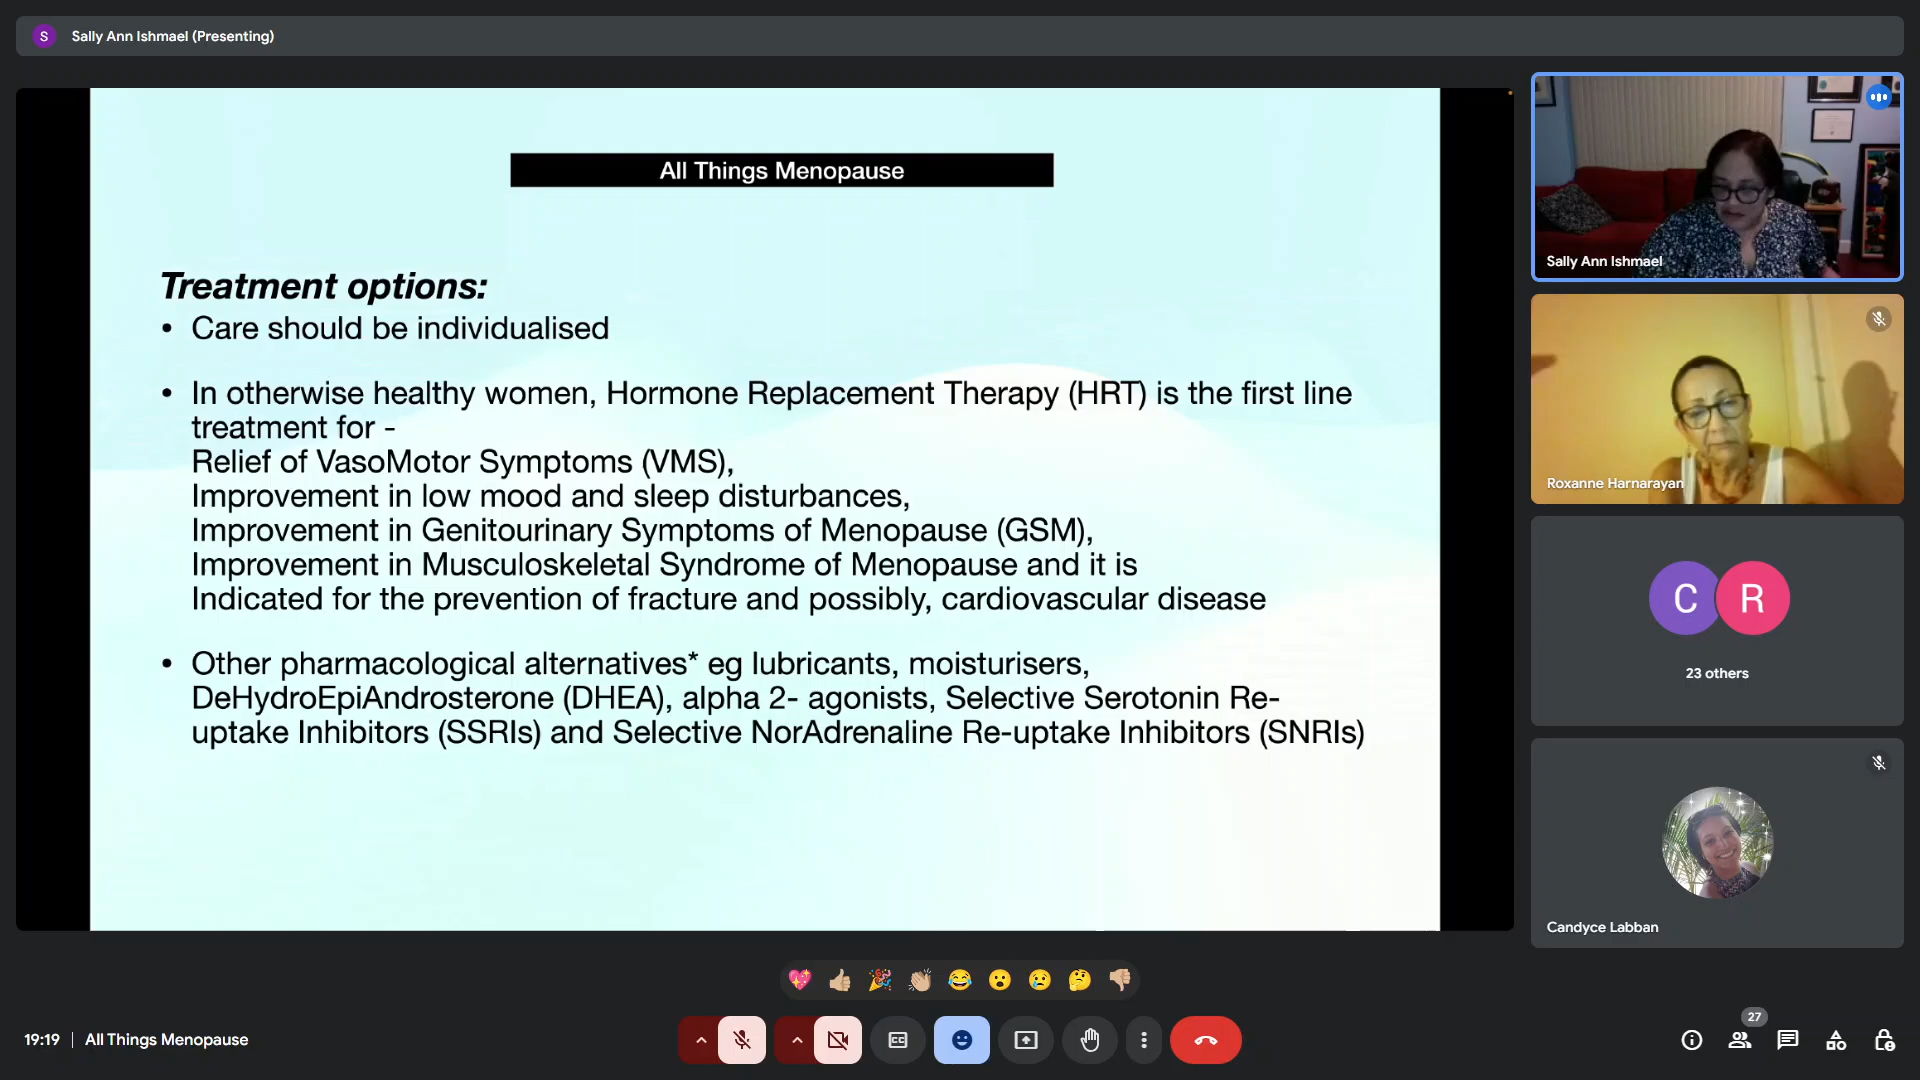 S Sally Ann Ishmael (Presenting)
All Things Menopause
Treatment options:
• Care should be individualised
• In otherwise healthy women, Hormone Replacement Therapy (HRT) is the first line
treatment for -
Relief of VasoMotor Symptoms (VMS),
Improvement in low mood and sleep disturbances,
Improvement in Genitourinary Symptoms of Menopause (GSM),
Improvement in Musculoskeletal Syndrome of Menopause and it is
Indicated for the prevention of fracture and possibly, cardiovascular disease
• Other pharmacological alternatives* eg lubricants, moisturisers,
DeHydroEpiAndrosterone (DHEA), alpha 2- agonists, Selective Serotonin Re-
uptake Inhibitors (SSRIs) and Selective NorAdrenaline Re-uptake Inhibitors (SNRIs)
Sally Ann Ishmael
Roxanne Harnarayan
C R
23 others
Candyce Labban
19:19 | All Things Menopause
CC
27